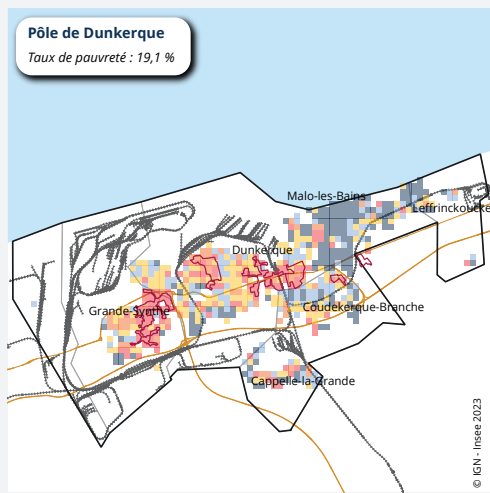 Pôle de Dunkerque
Taux de pauvreté : 19,1 %
Malo-les-Bains
Leffrinckoucke
Dunkerque
Grande-Synthe
Coudekerque-Branche
Cappelle-la-Grande
© IGN - Insee 2023